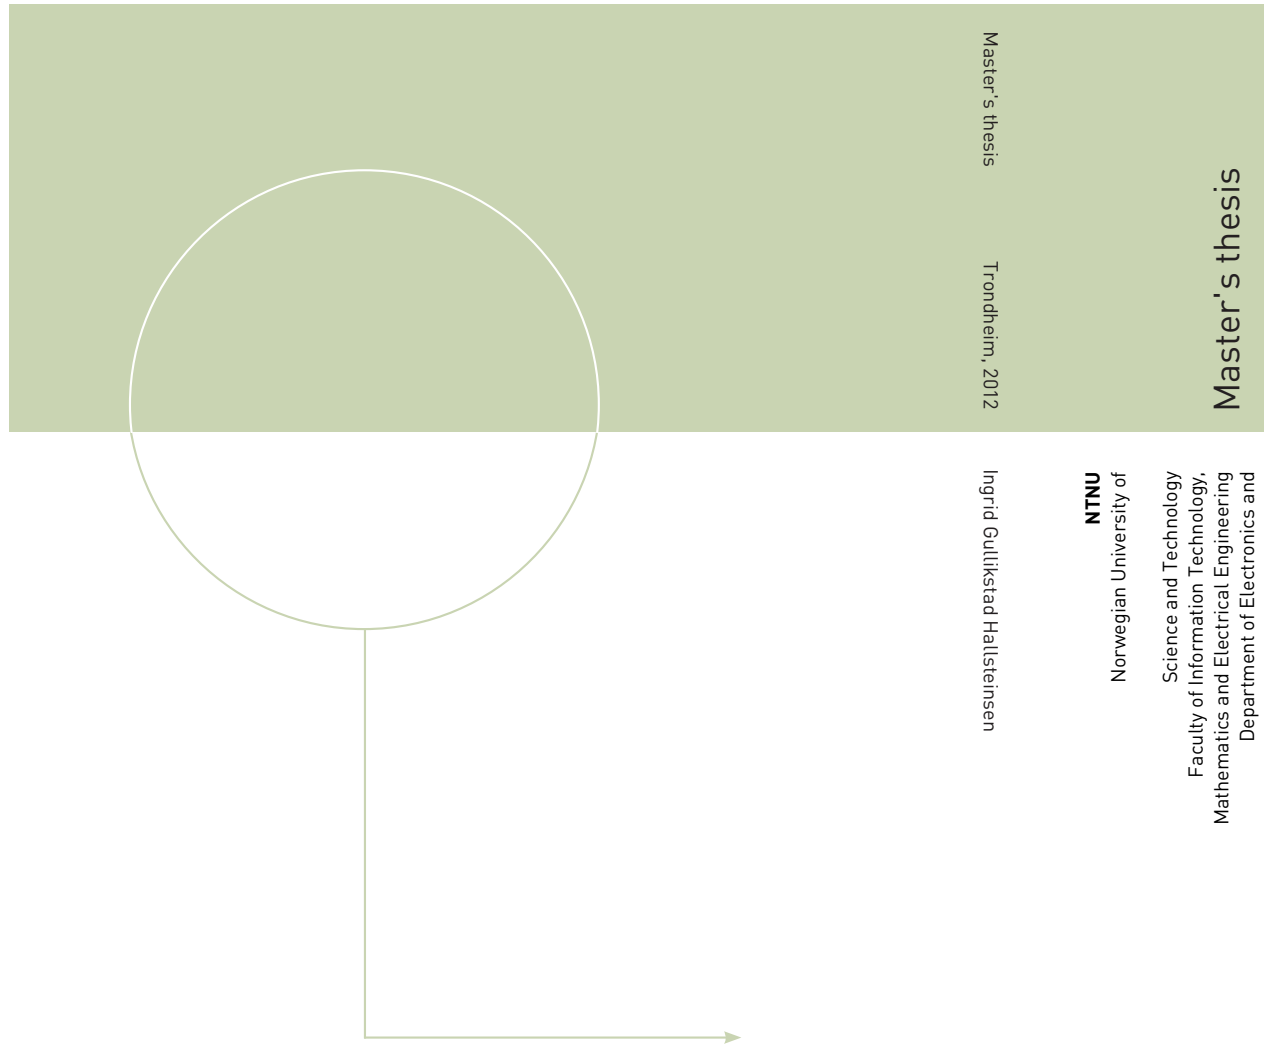 Master's thesis
Trondheim, 2012
Ingrid Gullikstad Hallsteinsen
NTNU
Norwegian University of
Science and Technology
Faculty of Information Technology,
Mathematics and Electrical Engineering
Department of Electronics and
Master's thesis